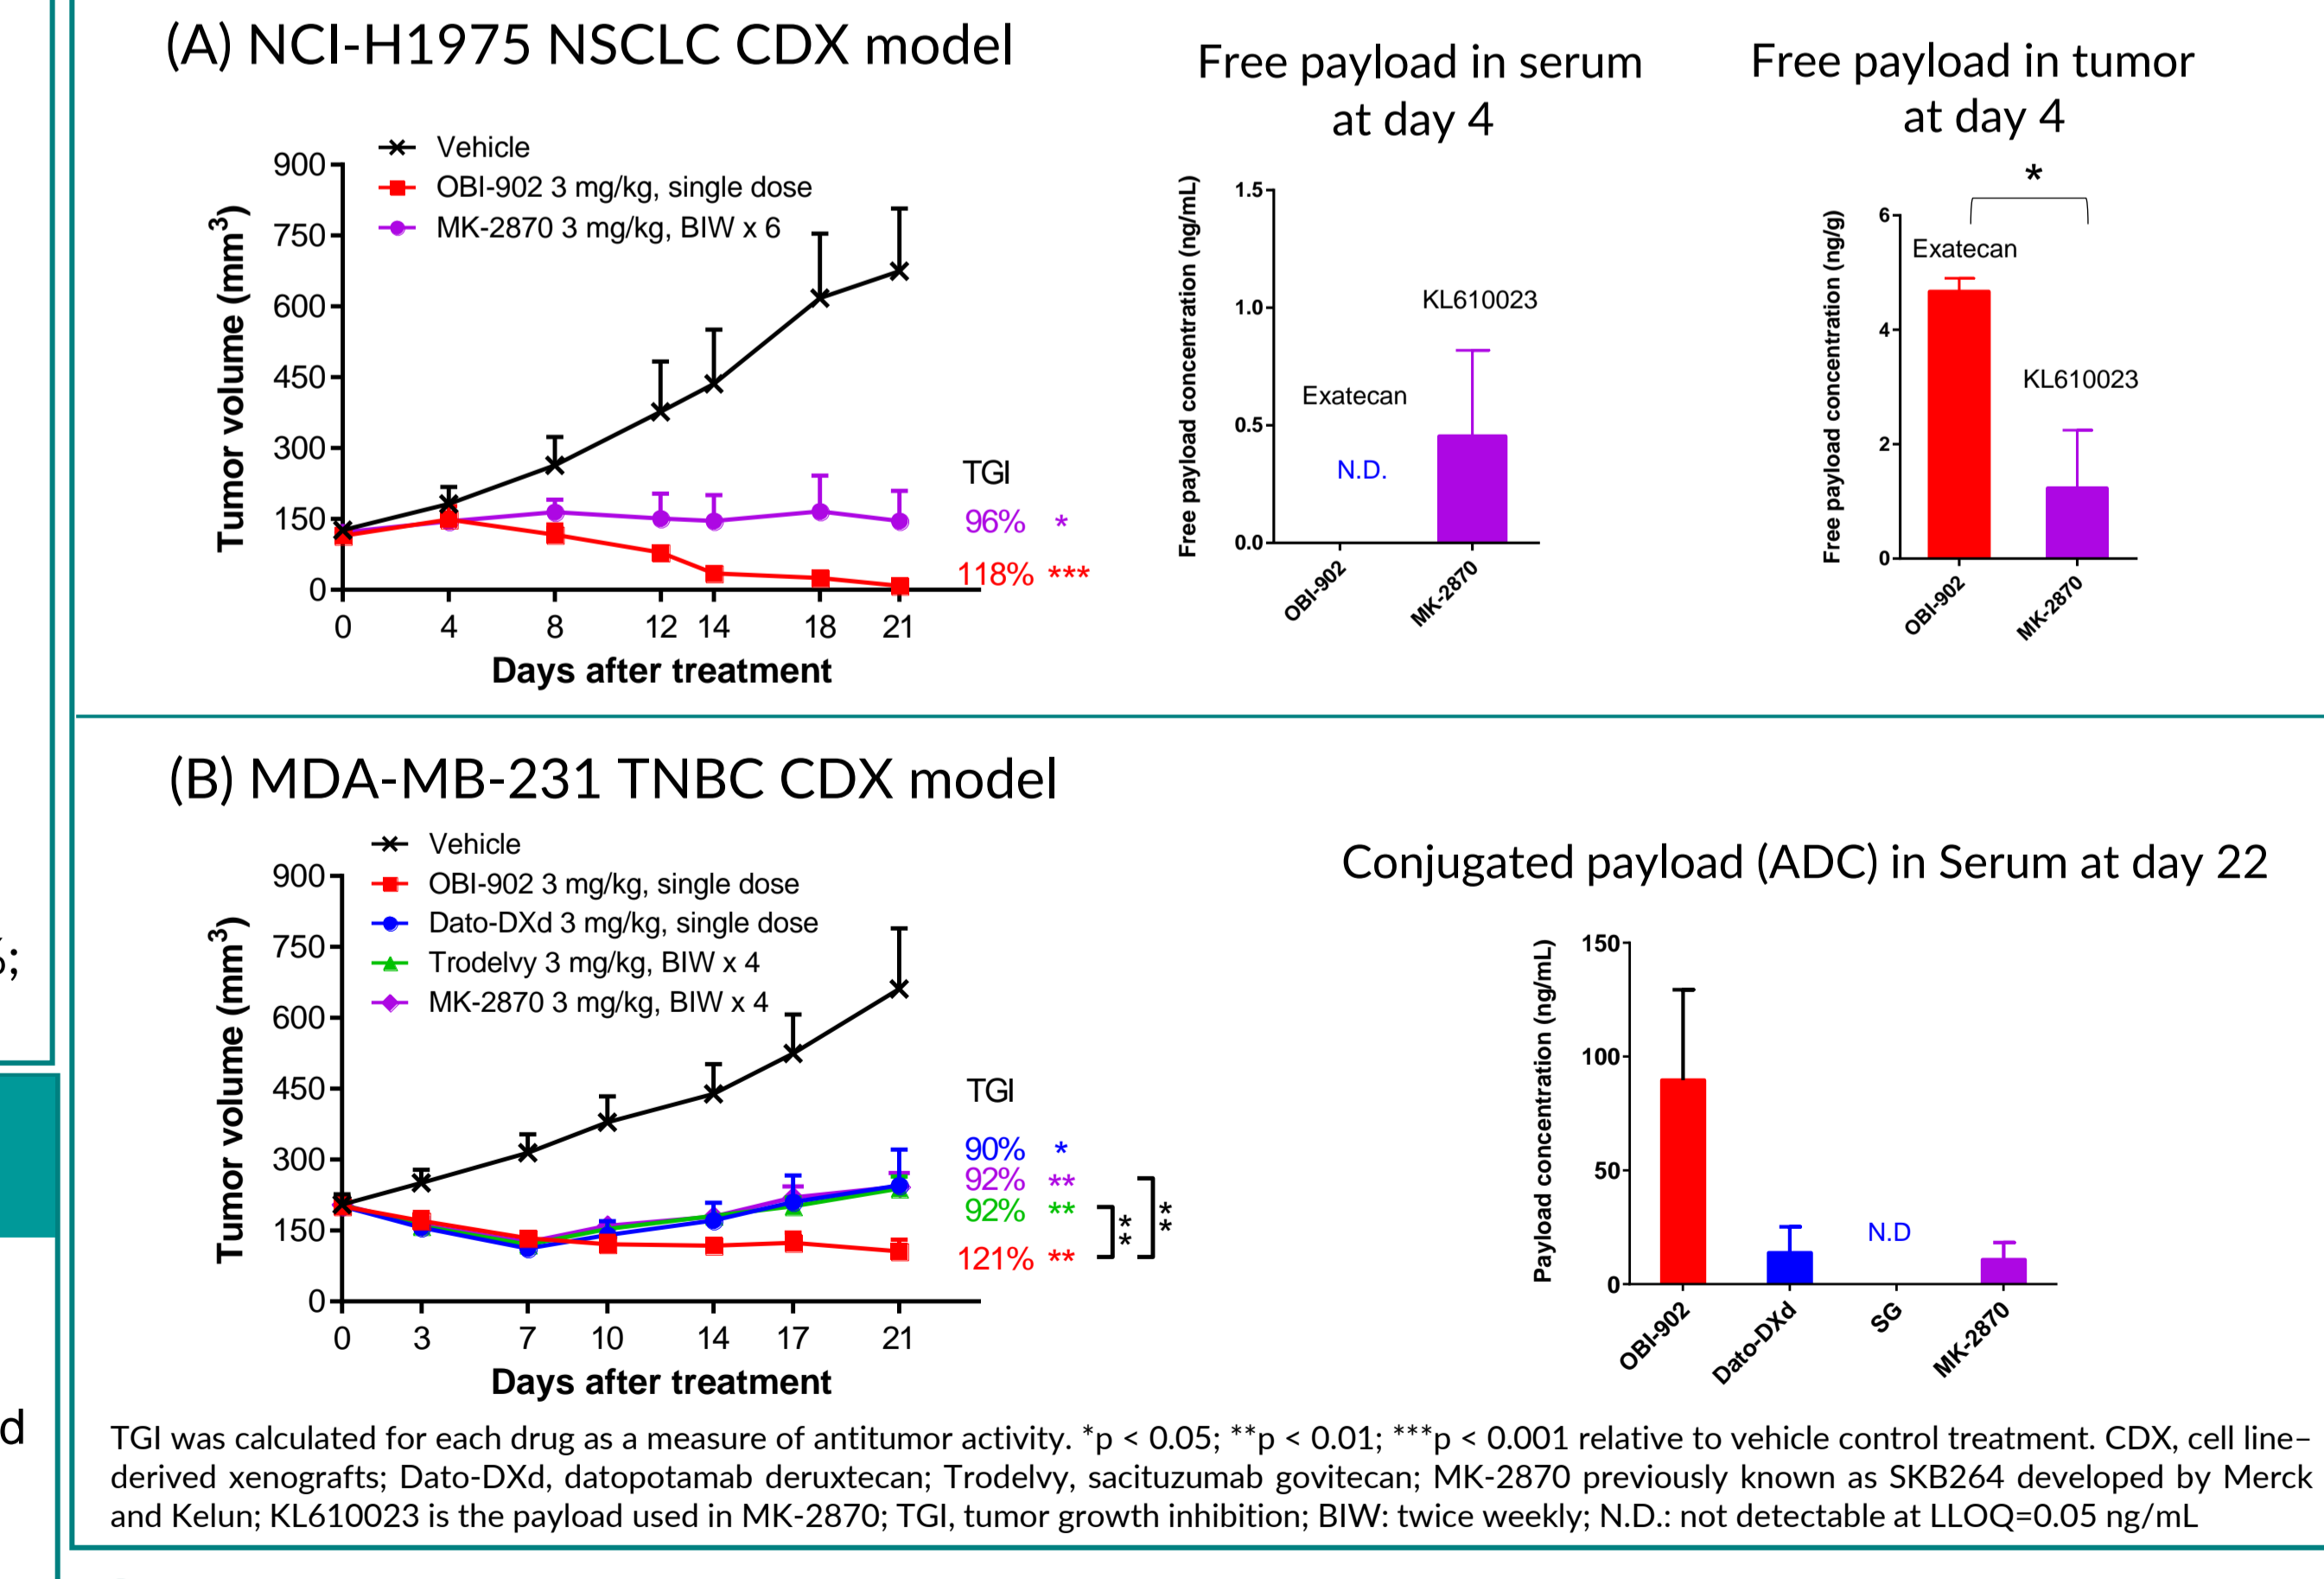 (A) NCI-H1975 NSCLC CDX model
Vehicle
OBI-902 3 mg/kg, single dose
MK-2870 3 mg/kg, BIW x 6
Tumor volume (mm³)
900
750
600
450
300
150
0
0 4 8 12 14 18 21
Days after treatment
TGI
96% *
118% ***
Free payload in serum
at day 4
Free payload concentration (ng/mL)
1.5
1.0
0.5
0.0
KL610023
Exatecan
N.D.
OBI-902 MK-2870
Free payload in tumor
at day 4
*
Free payload concentration (ng/g)
6
4
2
0
Exatecan
KL610023
OBI-902 MK-2870
(B) MDA-MB-231 TNBC CDX model
Vehicle
OBI-902 3 mg/kg, single dose
Dato-DXd 3 mg/kg, single dose
Trodelvy 3 mg/kg, BIW x 4
MK-2870 3 mg/kg, BIW x 4
Tumor volume (mm³)
900
750
600
450
300
150
0
0 3 7 10 14 17 21
Days after treatment
TGI
90% *
92% **
92% **
121% **
**
**
Conjugated payload (ADC) in Serum at day 22
Payload concentration (ng/mL)
150
100
50
0
N.D
OBI-902 Dato-DXd SG MK-2870
TGI was calculated for each drug as a measure of antitumor activity. *p < 0.05; **p < 0.01; ***p < 0.001 relative to vehicle control treatment. CDX, cell line–
derived xenografts; Dato-DXd, datopotamab deruxtecan; Trodelvy, sacituzumab govitecan; MK-2870 previously known as SKB264 developed by Merck
and Kelun; KL610023 is the payload used in MK-2870; TGI, tumor growth inhibition; BIW: twice weekly; N.D.: not detectable at LLOQ=0.05 ng/mL